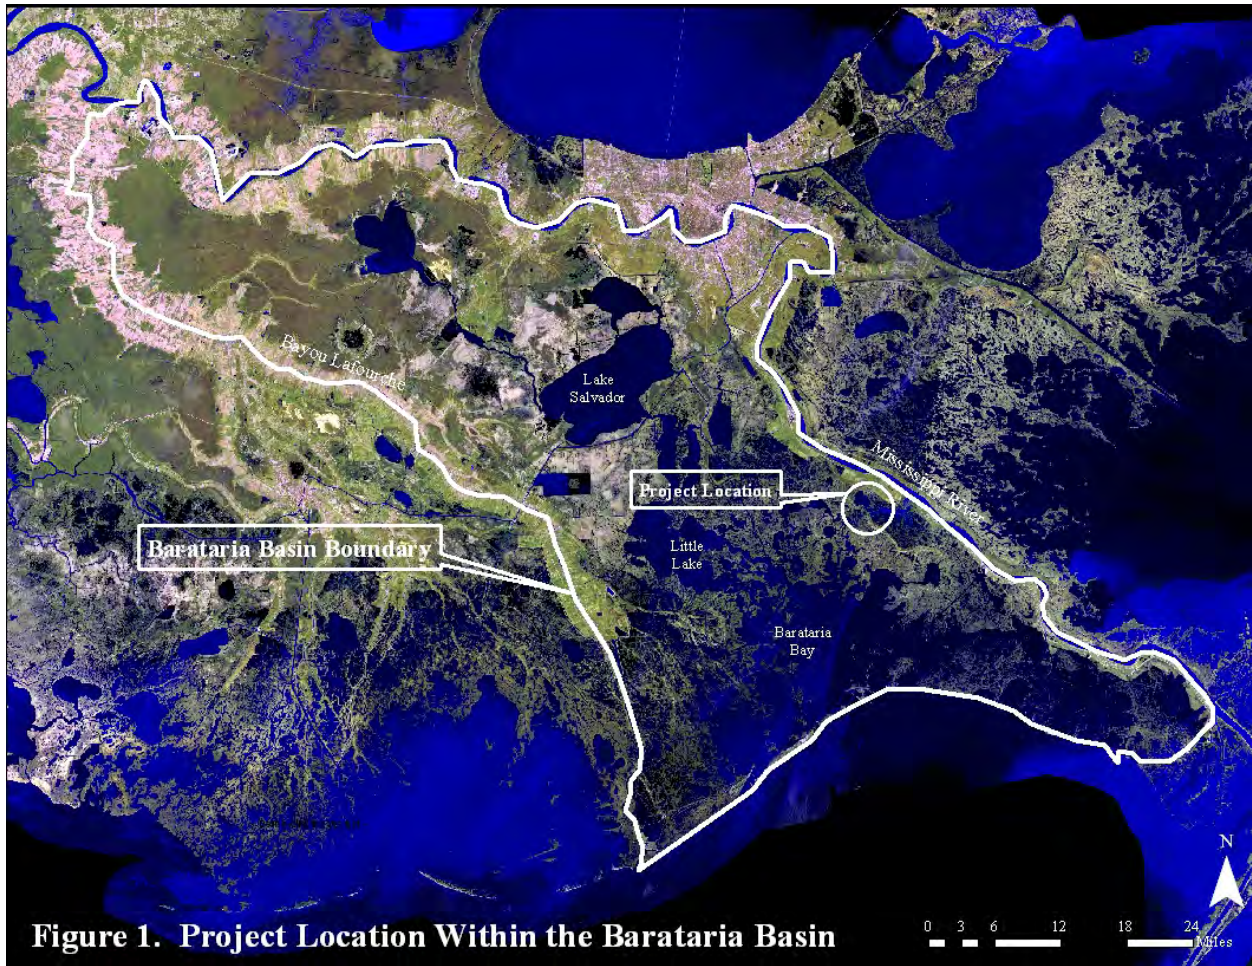 Bayou Lafourche
Lake
Salvador
Mississippi River
Project Location
Barataria Basin Boundary
Little
Lake
Barataria
Bay
N
0 3 6 12 18 24
Miles
Figure 1. Project Location Within the Barataria Basin